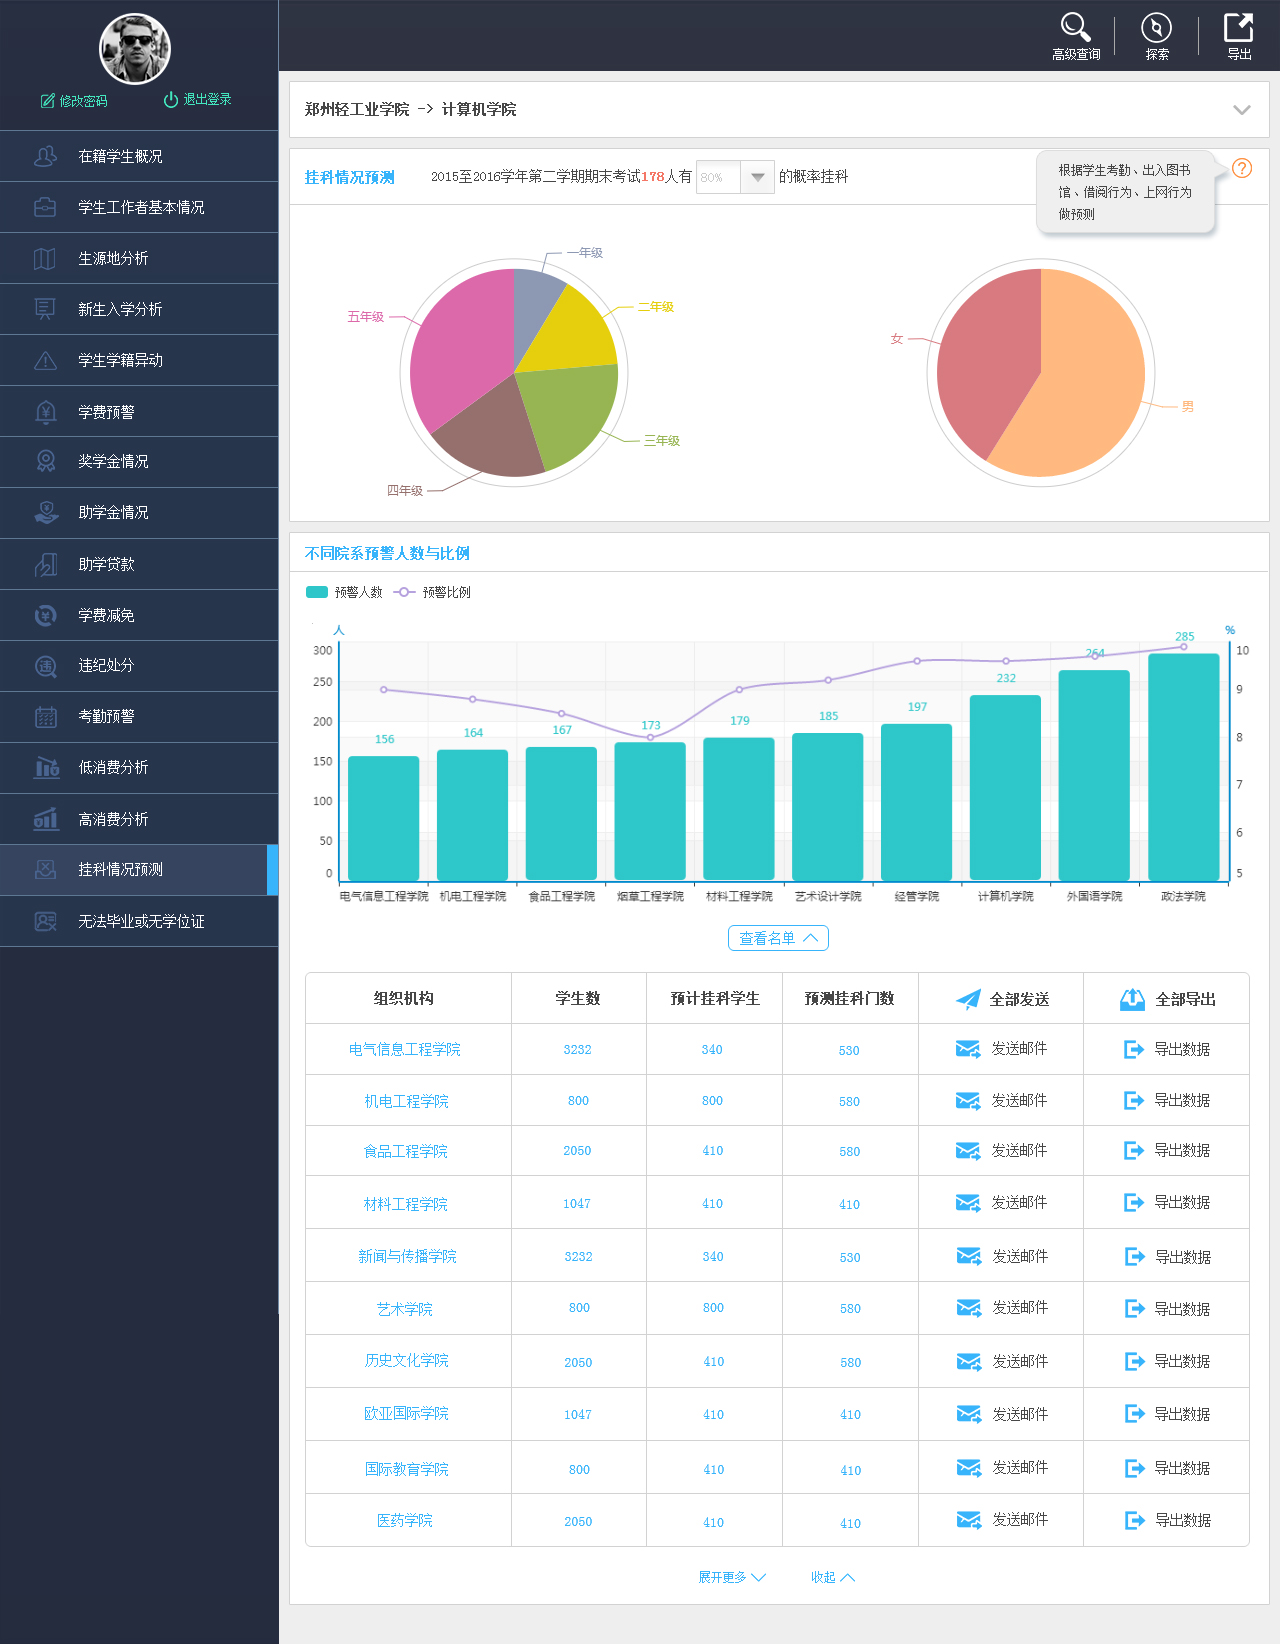 高级查询
探索
导出
修改密码
退出登录
在籍学生概况
学生工作者基本情况
生源地分析
新生入学分析
学生学籍异动
学费预警
奖学金情况
助学金情况
助学贷款
学费减免
违纪处分
考勤预警
低消费分析
高消费分析
挂科情况预测
无法毕业或无学位证
郑州轻工业学院 -> 计算机学院
挂科情况预测 2015至2016学年第二学期期末考试178人有 80% 的概率挂科
?
根据学生考勤、出入图书
馆、借阅行为、上网行为
做预测
一年级
二年级
三年级
四年级
五年级
女
男
不同院系预警人数与比例
预警人数 预警比例
人
%
300
250
200
150
100
50
0
10
9
8
7
6
5
156
164
167
173
179
185
197
232
264
285
电气信息工程学院 机电工程学院 食品工程学院 烟草工程学院 材料工程学院 艺术设计学院 经管学院 计算机学院 外国语学院 政法学院
查看名单
组织机构 学生数 预计挂科学生 预测挂科门数 全部发送 全部导出
电气信息工程学院 3232 340 530 发送邮件 导出数据
机电工程学院 800 800 580 发送邮件 导出数据
食品工程学院 2050 410 580 发送邮件 导出数据
材料工程学院 1047 410 410 发送邮件 导出数据
新闻与传播学院 3232 340 530 发送邮件 导出数据
艺术学院 800 800 580 发送邮件 导出数据
历史文化学院 2050 410 580 发送邮件 导出数据
欧亚国际学院 1047 410 410 发送邮件 导出数据
国际教育学院 800 410 410 发送邮件 导出数据
医药学院 2050 410 410 发送邮件 导出数据
展开更多 收起